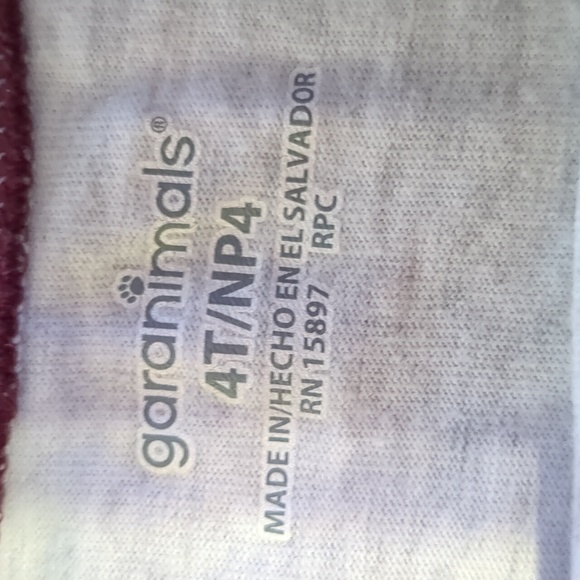 garanimals®
4T/NP4
MADE IN/HECHO EN EL SALVADOR
RN 15897 RPC